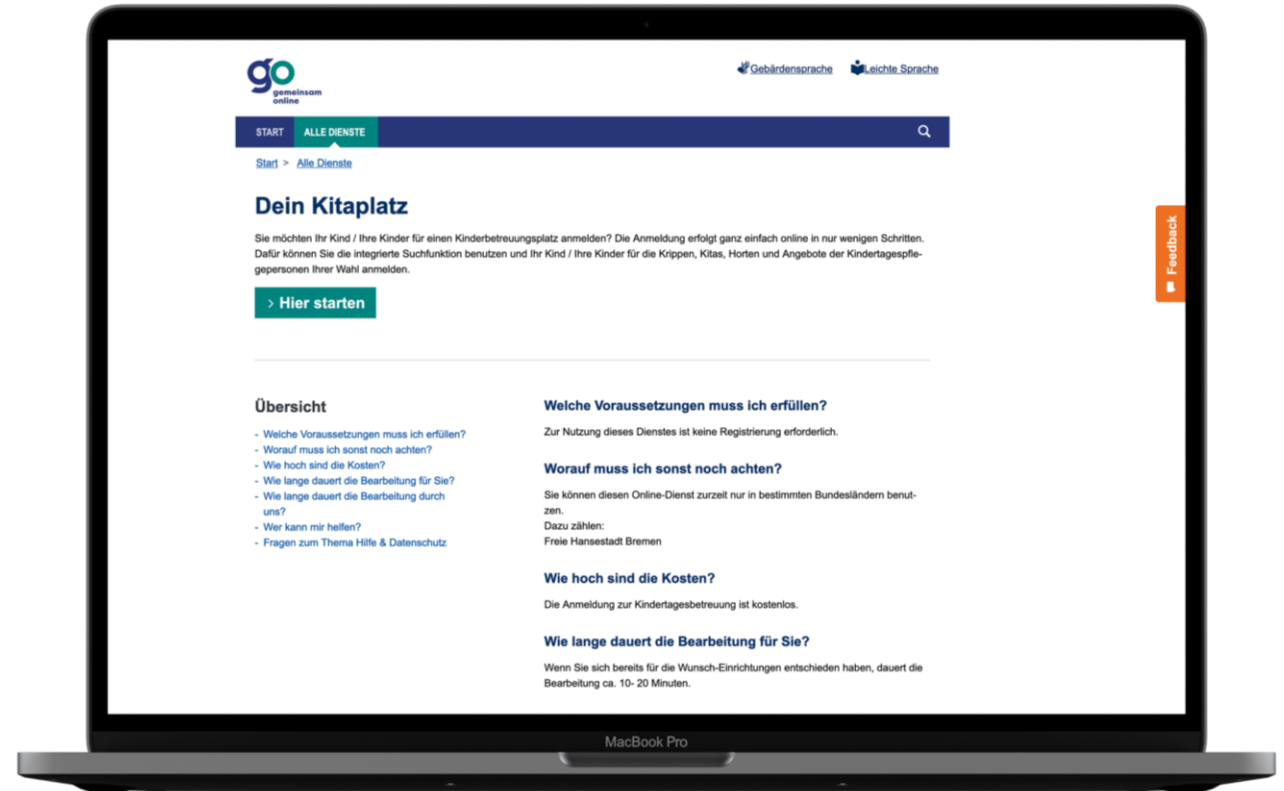 go
gemeinsam
online
Gebärdensprache
Leichte Sprache
START
ALLE DIENSTE
Start > Alle Dienste
Dein Kitaplatz
Sie möchten Ihr Kind / Ihre Kinder für einen Kinderbetreuungsplatz anmelden? Die Anmeldung erfolgt ganz einfach online in nur wenigen Schritten.
Dafür können Sie die integrierte Suchfunktion benutzen und Ihr Kind / Ihre Kinder für die Krippen, Kitas, Horten und Angebote der Kindertagespfle-
gepersonen Ihrer Wahl anmelden.
> Hier starten
Feedback
Übersicht
- Welche Voraussetzungen muss ich erfüllen?
- Worauf muss ich sonst noch achten?
- Wie hoch sind die Kosten?
- Wie lange dauert die Bearbeitung für Sie?
- Wie lange dauert die Bearbeitung durch
uns?
- Wer kann mir helfen?
- Fragen zum Thema Hilfe & Datenschutz
Welche Voraussetzungen muss ich erfüllen?
Zur Nutzung dieses Dienstes ist keine Registrierung erforderlich.
Worauf muss ich sonst noch achten?
Sie können diesen Online-Dienst zurzeit nur in bestimmten Bundesländern benut-
zen.
Dazu zählen:
Freie Hansestadt Bremen
Wie hoch sind die Kosten?
Die Anmeldung zur Kindertagesbetreuung ist kostenlos.
Wie lange dauert die Bearbeitung für Sie?
Wenn Sie sich bereits für die Wunsch-Einrichtungen entschieden haben, dauert die
Bearbeitung ca. 10- 20 Minuten.
MacBook Pro